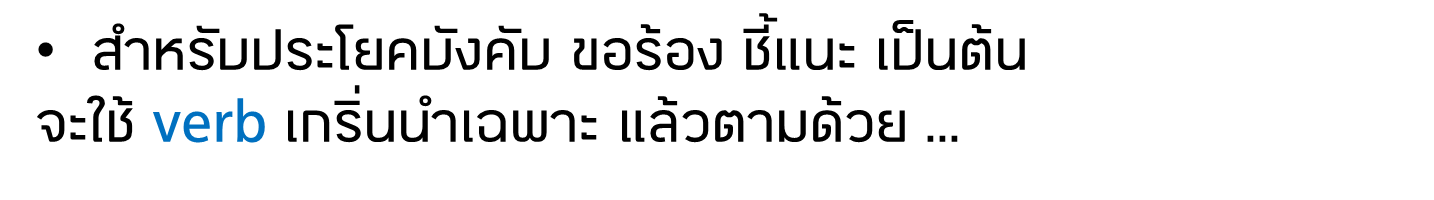 • สำหรับประโยคบังคับ ขอร้อง ชี้แนะ เป็นต้น
จะใช้ verb เกริ่นนำเฉพาะ แล้วตามด้วย ...